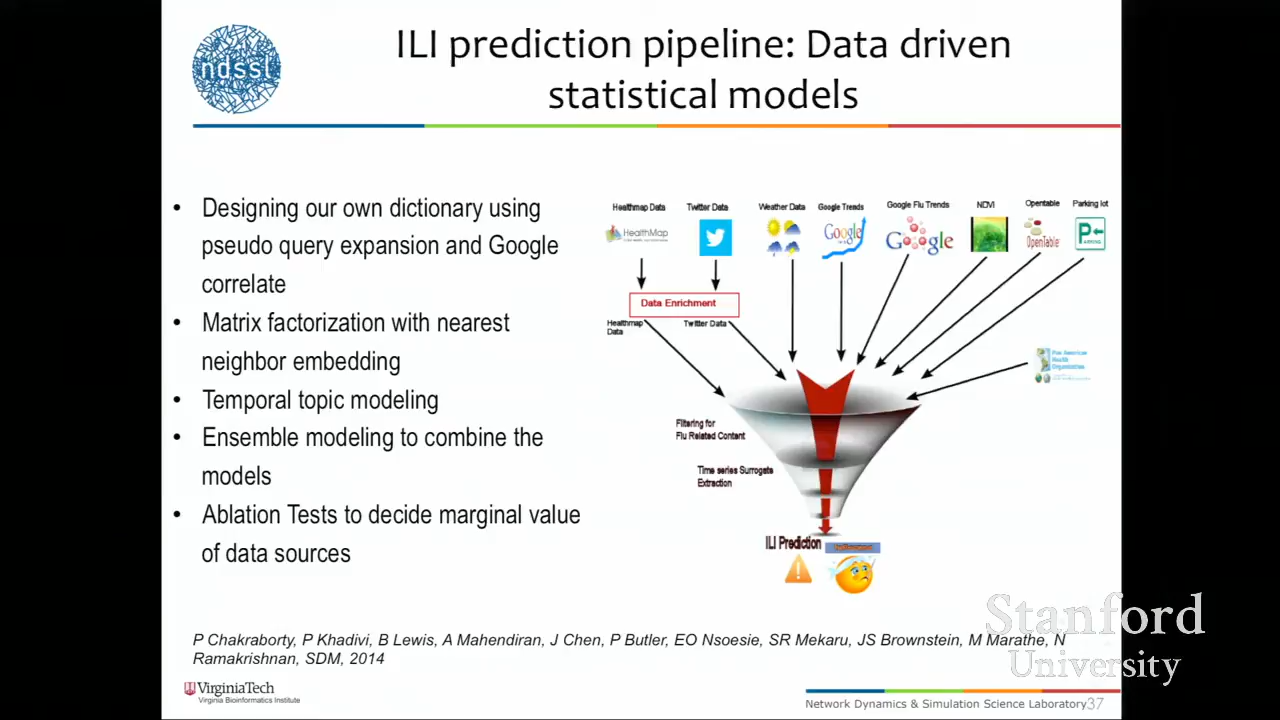 ndssl
ILI prediction pipeline: Data driven
statistical models
• Designing our own dictionary using
pseudo query expansion and Google
correlate
• Matrix factorization with nearest
neighbor embedding
• Temporal topic modeling
• Ensemble modeling to combine the
models
• Ablation Tests to decide marginal value
of data sources
Healthmap Data Twitter Data Weather Data Google Trends Google Flu Trends NDVI Opentable Parking lot
HealthMap Google Google OpenTable P PARKING
Data Enrichment
Healthmap Data
Twitter Data
Pan American
Health
Organization
Filtering for
Flu Related Content
Time series Surrogate
Extraction
ILI Prediction
P Chakraborty, P Khadivi, B Lewis, A Mahendiran, J Chen, P Butler, EO Nsoesie, SR Mekaru, JS Brownstein, M Marathe, N
Ramakrishnan, SDM, 2014
Stanford
University
VirginiaTech
Virginia Bioinformatics Institute
Network Dynamics & Simulation Science Laboratory 37